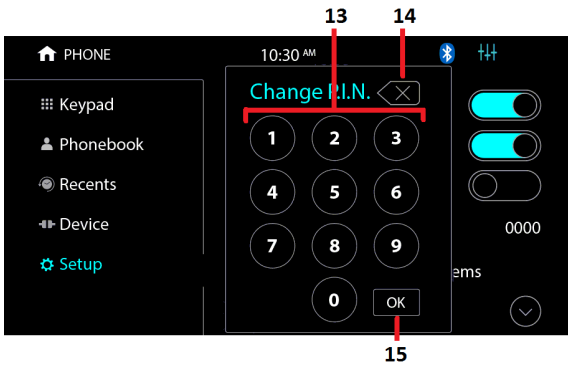 13 14
PHONE 10:30 AM
Change P.I.N.
Keypad
1 2 3
Phonebook
4 5 6
Recents
7 8 9
Device 0000
Setup
ems
0 OK
15